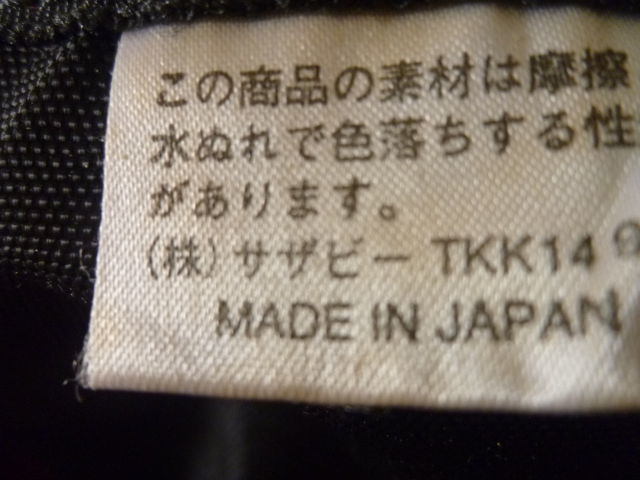 この商品の素材は摩擦
水ぬれで色落ちする性
があります。
(株)サザビー TKK149
MADE IN JAPAN